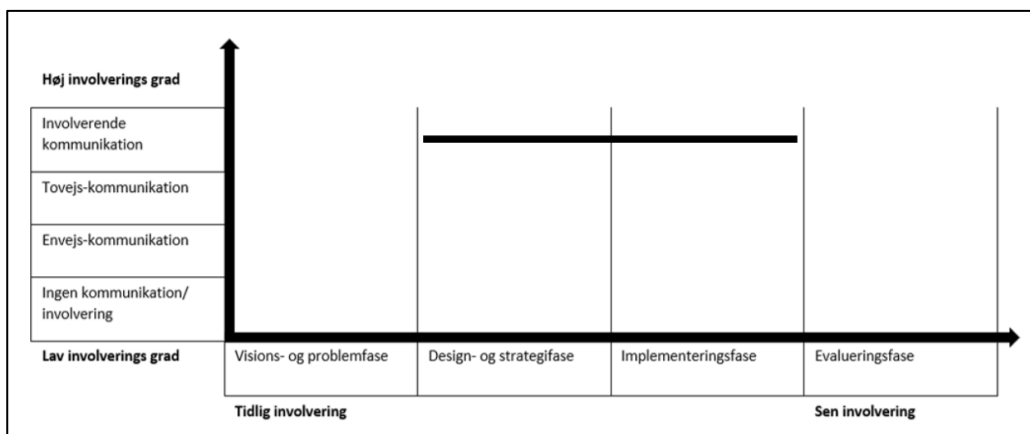 Høj involverings grad
Involverende
kommunikation
Tovejs-kommunikation
Envejs-kommunikation
Ingen kommunikation/
involvering
Lav involverings grad
Visions- og problemfase
Design- og strategifase
Implementeringsfase
Evalueringsfase
Tidlig involvering
Sen involvering